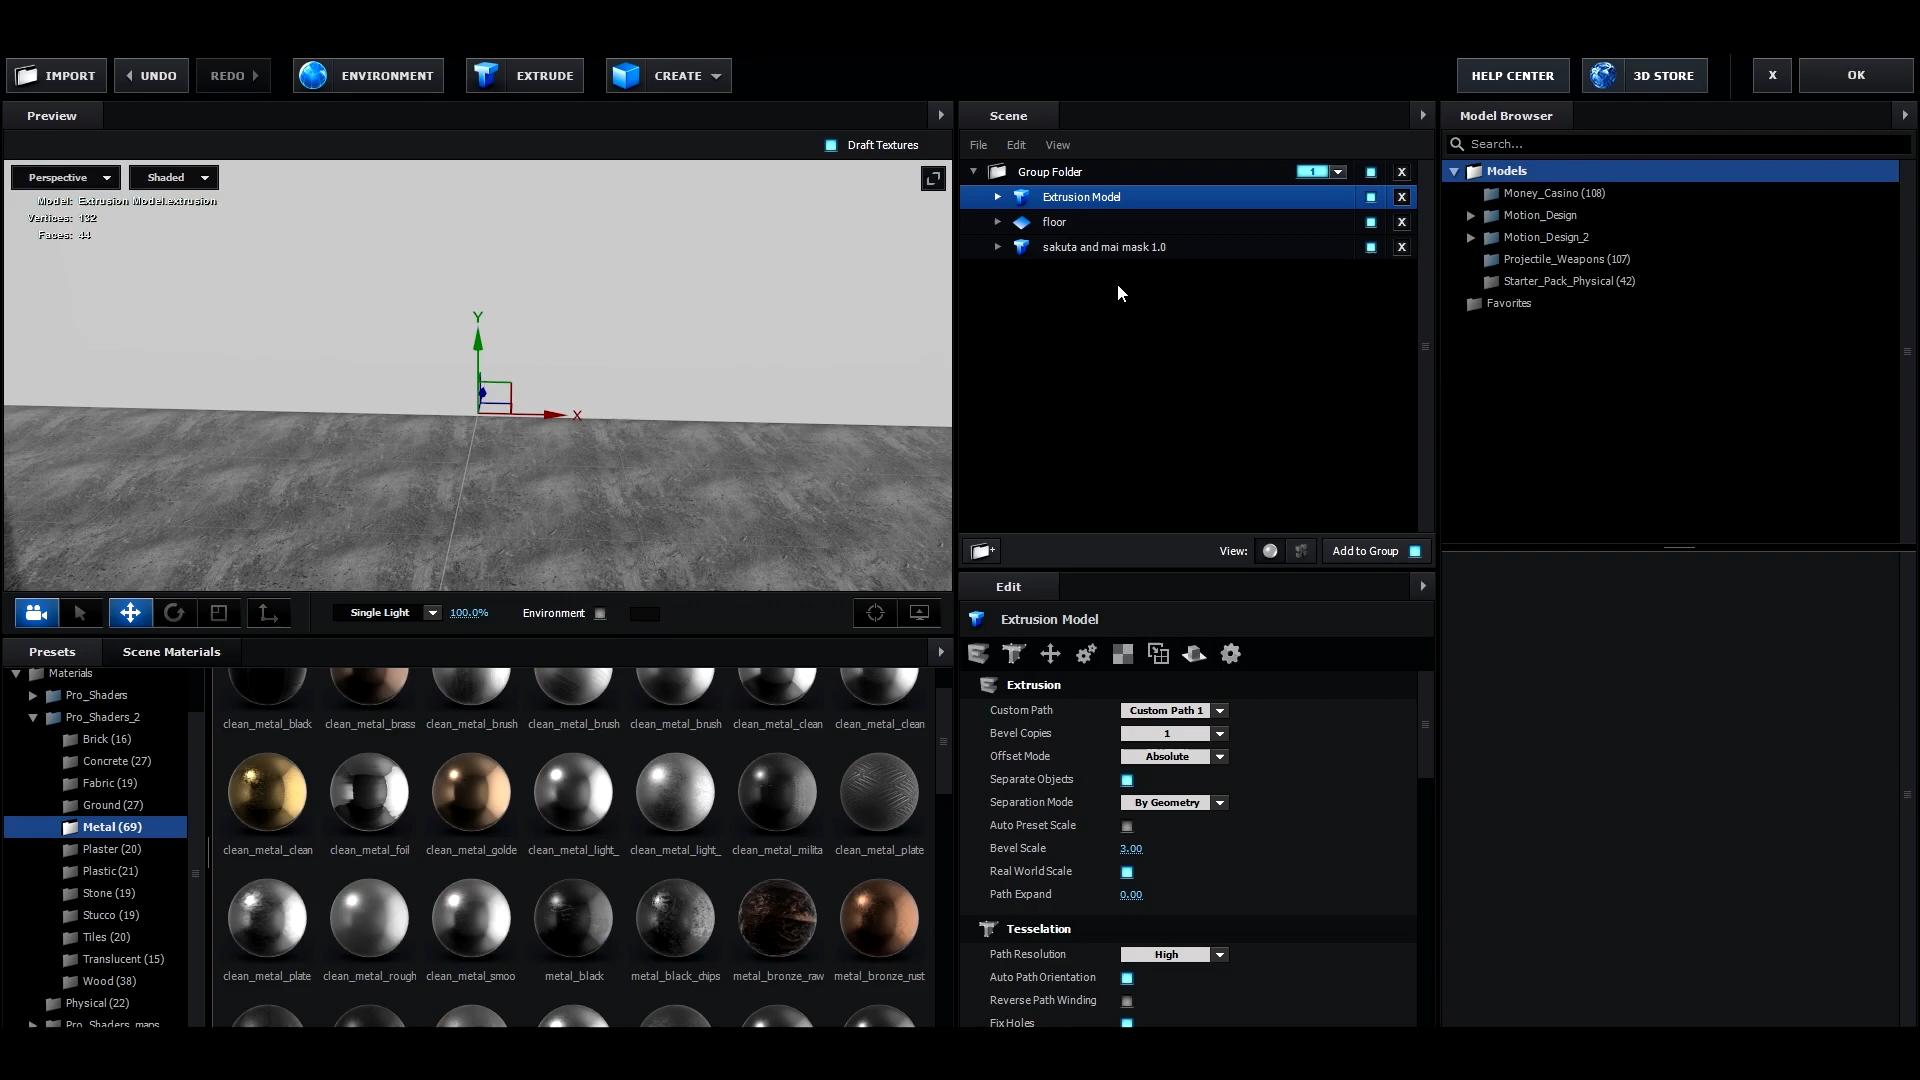 IMPORT
UNDO
REDO
ENVIRONMENT
EXTRUDE
CREATE
HELP CENTER
3D STORE
X
OK
Preview
Draft Textures
Perspective
Shaded
Model: Extrusion Model.extrusion
Vertices: 132
Faces: 44
Y
X
Single Light
100.0%
Environment
Scene
File
Edit
View
Group Folder
1
X
Extrusion Model
X
floor
X
sakuta and mai mask 1.0
X
View:
Add to Group
Model Browser
Search...
Models
Money_Casino (108)
Motion_Design
Motion_Design_2
Projectile_Weapons (107)
Starter_Pack_Physical (42)
Favorites
Presets
Scene Materials
Materials
Pro_Shaders
Pro_Shaders_2
Brick (16)
Concrete (27)
Fabric (19)
Ground (27)
Metal (69)
Plaster (20)
Plastic (21)
Stone (19)
Stucco (19)
Tiles (20)
Translucent (15)
Wood (38)
Physical (22)
Pro_Shaders_maps
clean_metal_black
clean_metal_brass
clean_metal_brush
clean_metal_brush
clean_metal_brush
clean_metal_clean
clean_metal_clean
clean_metal_clean
clean_metal_foil
clean_metal_golde
clean_metal_light_
clean_metal_light_
clean_metal_milita
clean_metal_plate
clean_metal_plate
clean_metal_rough
clean_metal_smoo
metal_black
metal_black_chips
metal_bronze_raw
metal_bronze_rust
Edit
Extrusion Model
Extrusion
Custom Path
Custom Path 1
Bevel Copies
1
Offset Mode
Absolute
Separate Objects
Separation Mode
By Geometry
Auto Preset Scale
Bevel Scale
3.00
Real World Scale
Path Expand
0.00
Tesselation
Path Resolution
High
Auto Path Orientation
Reverse Path Winding
Fix Holes